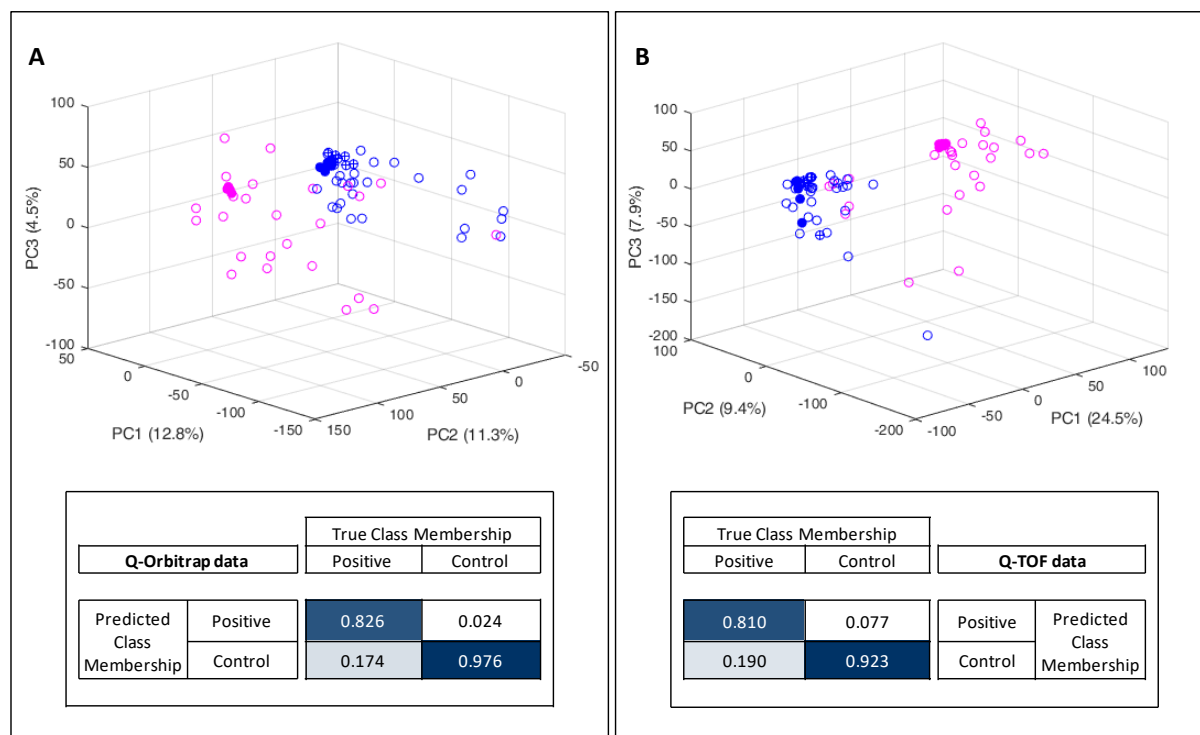 A
100
50
0
-50
-100
PC3 (4.5%)
50
0
-50
-100
-150
PC1 (12.8%)
150
100
50
0
-50
PC2 (11.3%)
True Class Membership
Q-Orbitrap data
Positive
Control
Predicted
Class
Membership
Positive
0.826
0.024
Control
0.174
0.976
B
100
50
0
-50
-100
-150
-200
PC3 (7.9%)
100
0
-100
-200
PC2 (9.4%)
-100
-50
0
50
100
PC1 (24.5%)
True Class Membership
Positive
Control
Q-TOF data
0.810
0.077
Positive
Predicted
Class
Membership
0.190
0.923
Control